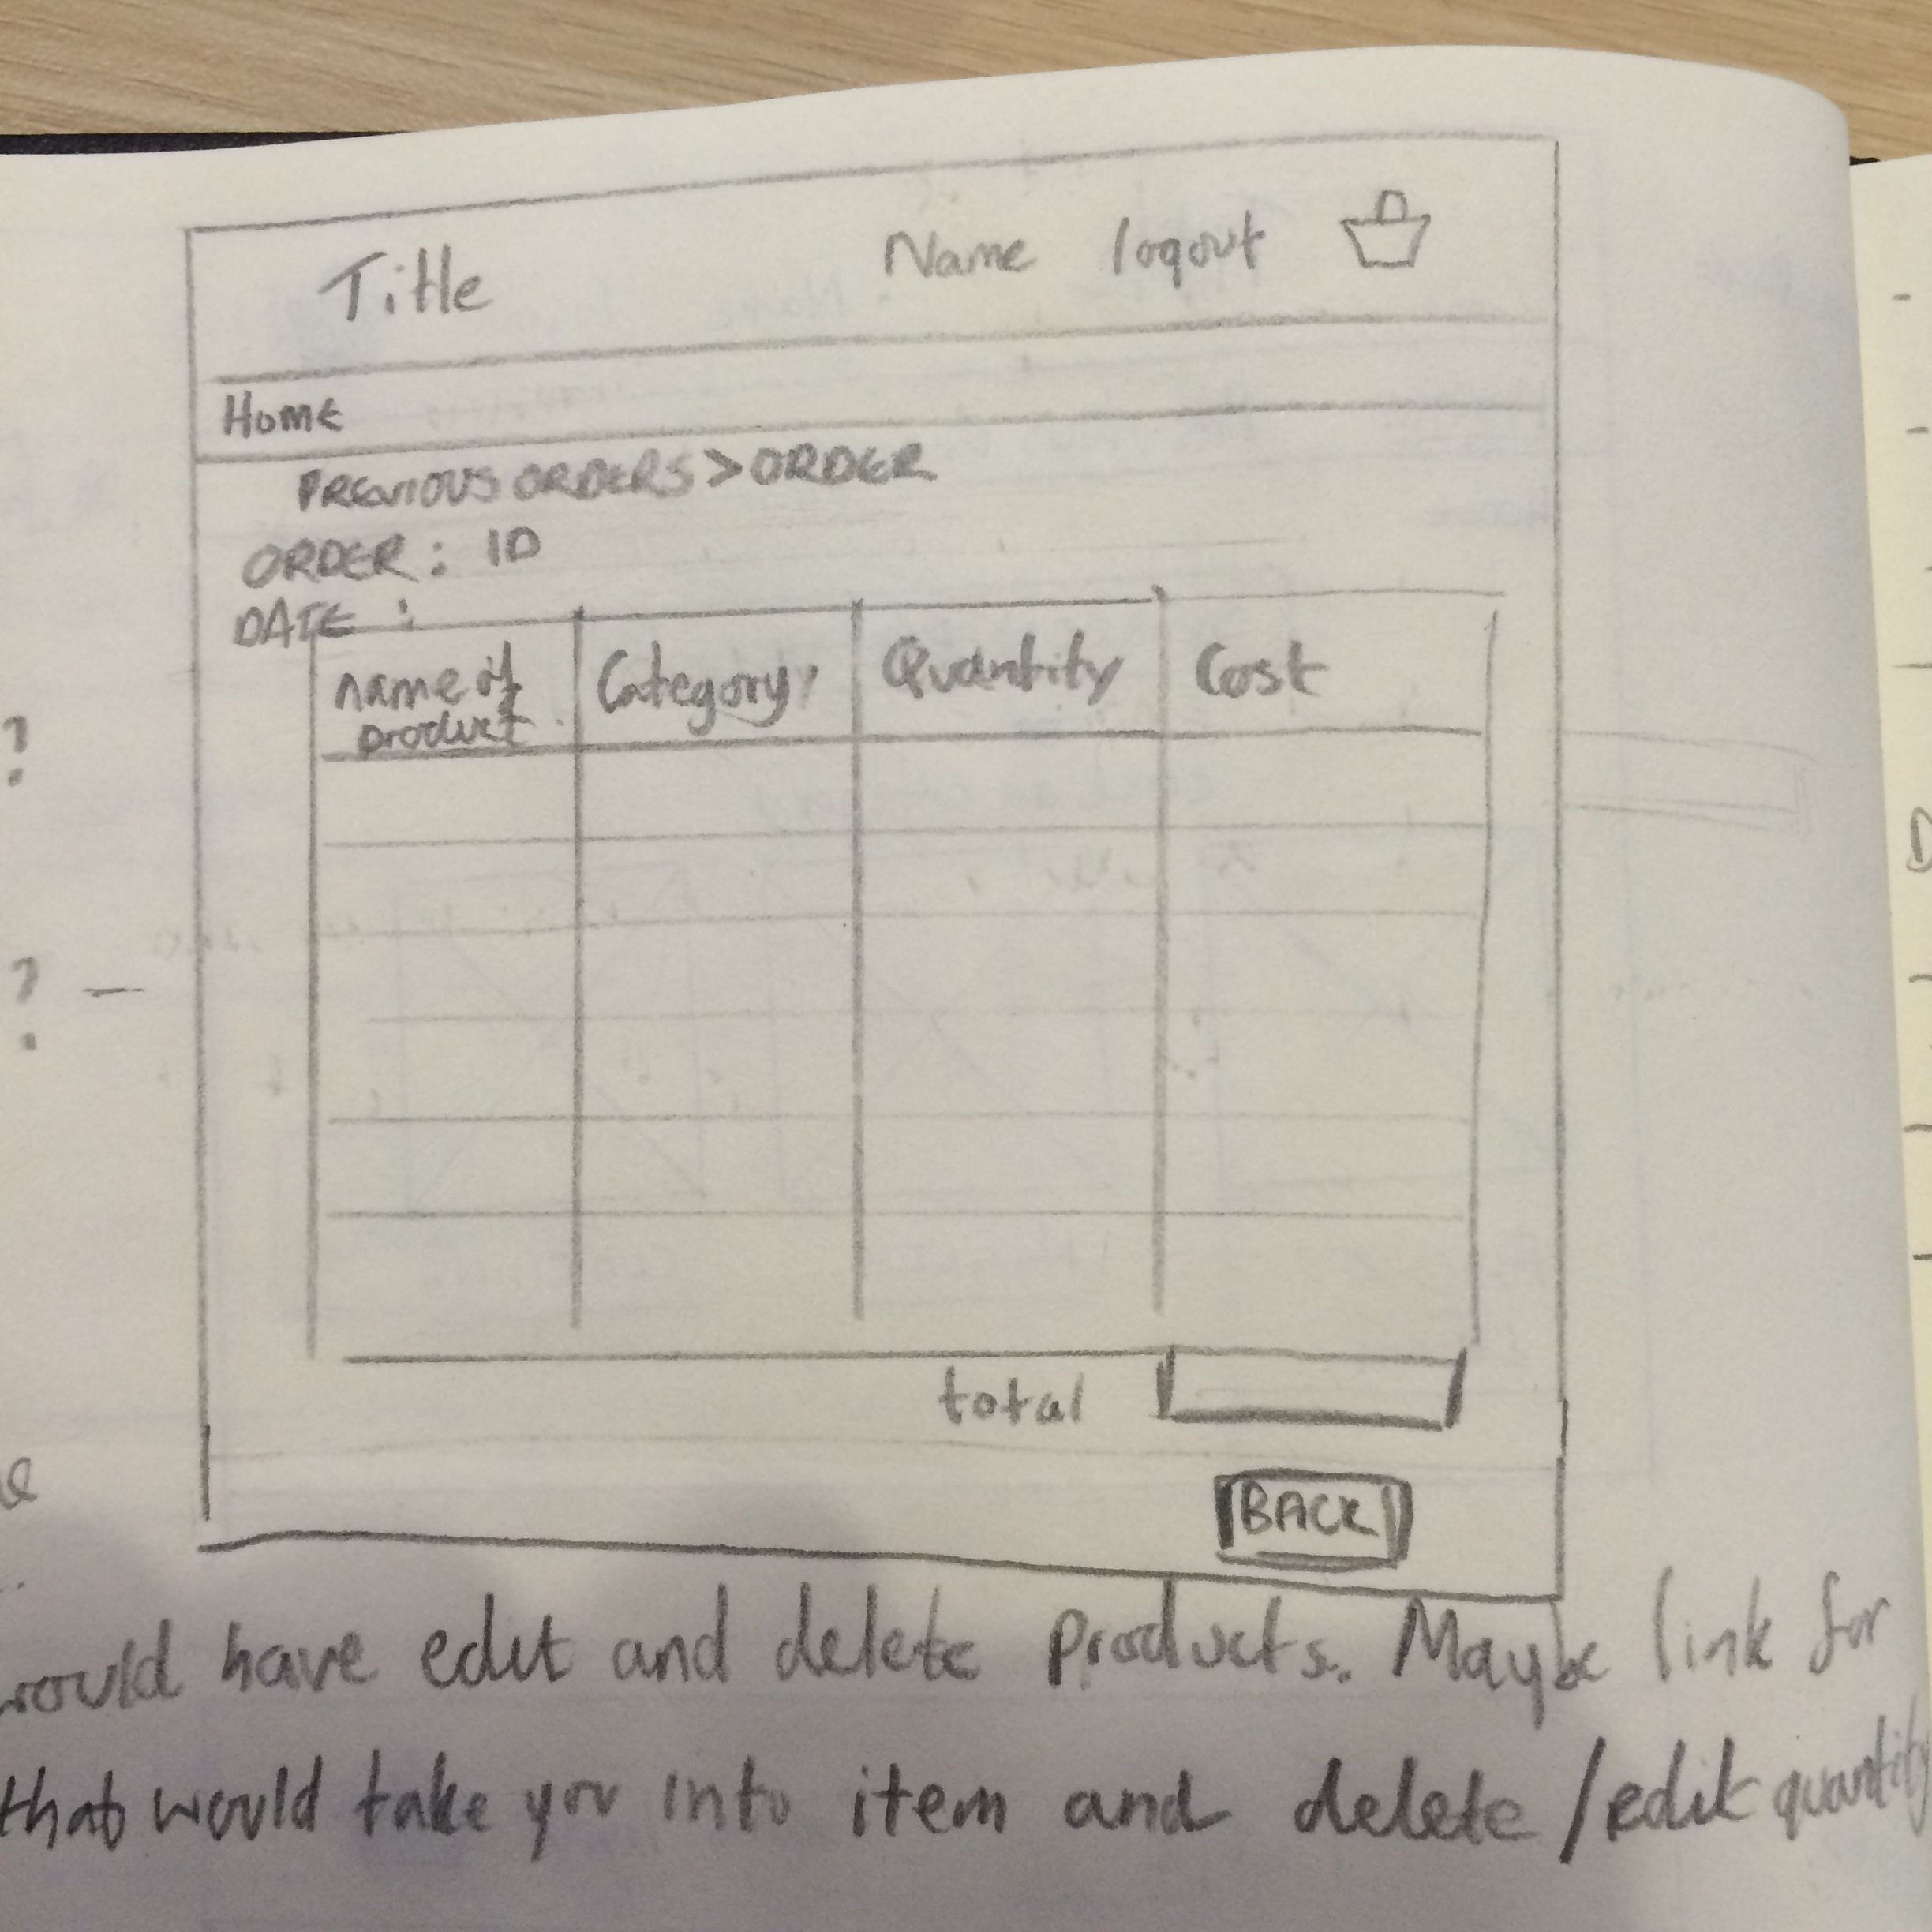 Title Name logout
Home
PREVIOUS ORDERS > ORDER
ORDER : ID
DATE :
name of product Category Quantity Cost
total
BACK
?
? —
would have edit and delete products. Maybe link for
that would take you into item and delete / edit quantity